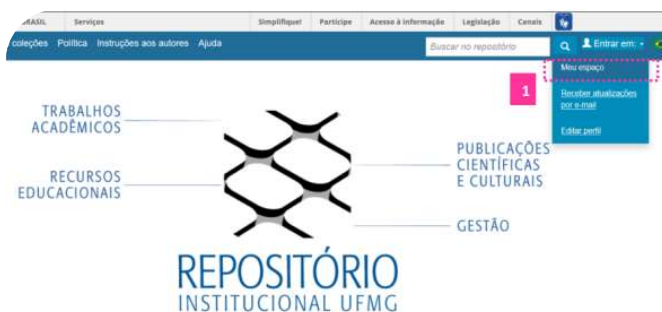 BRASIL Serviços Simplifique! Participe Acesso à informação Legislação Canais
coleções Política Instruções aos autores Ajuda Buscar no repositório Entrar em:
Meu espaço
1
Receber atualizações
por e-mail
Editar perfil
TRABALHOS
ACADÊMICOS
PUBLICAÇÕES
CIENTÍFICAS
E CULTURAIS
RECURSOS
EDUCACIONAIS
GESTÃO
REPOSITÓRIO
INSTITUCIONAL UFMG